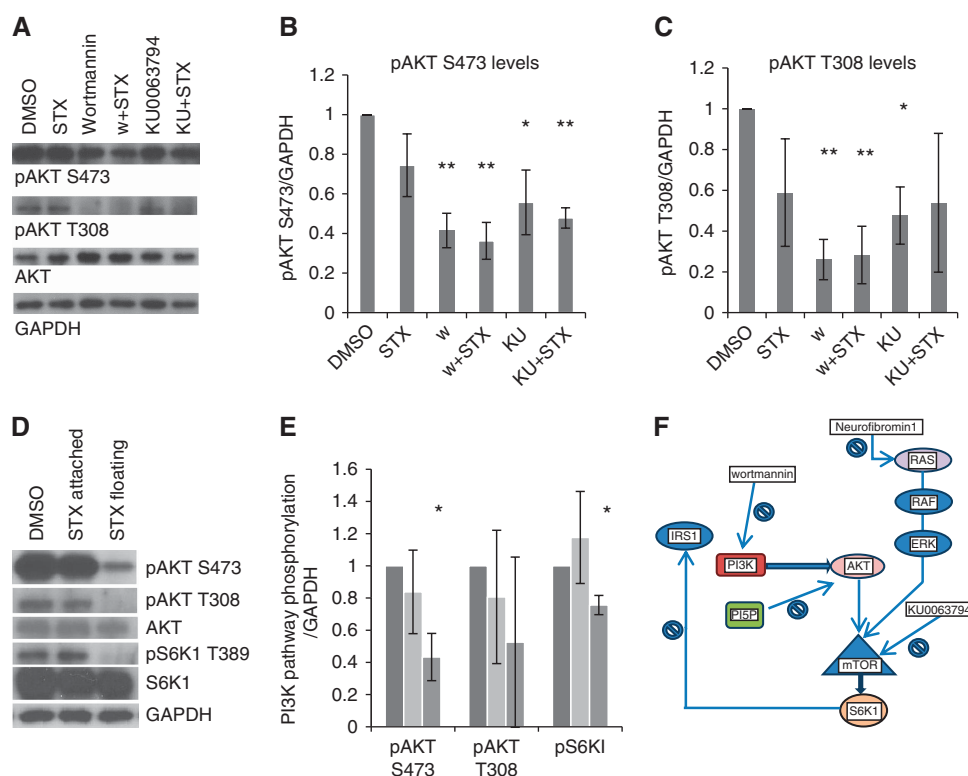 A
DMSO
STX
Wortmannin
w+STX
KU0063794
KU+STX
pAKT S473
pAKT T308
AKT
GAPDH
B
pAKT S473 levels
pAKT S473/GAPDH
1.2
1
0.8
0.6
0.4
0.2
0
** ** * **
DMSO
STX
w
w+STX
KU
KU+STX
C
pAKT T308 levels
pAKT T308/GAPDH
1.2
1
0.8
0.6
0.4
0.2
0
** ** *
DMSO
STX
w
w+STX
KU
KU+STX
D
DMSO
STX attached
STX floating
pAKT S473
pAKT T308
AKT
pS6K1 T389
S6K1
GAPDH
E
PI3K pathway phosphorylation
/GAPDH
1.6
1.4
1.2
1
0.8
0.6
0.4
0.2
0
* *
pAKT
S473
pAKT
T308
pS6KI
F
Neurofibromin1
RAS
wortmannin
RAF
IRS1
ERK
PI3K
AKT
PI5P
KU0063794
mTOR
S6K1